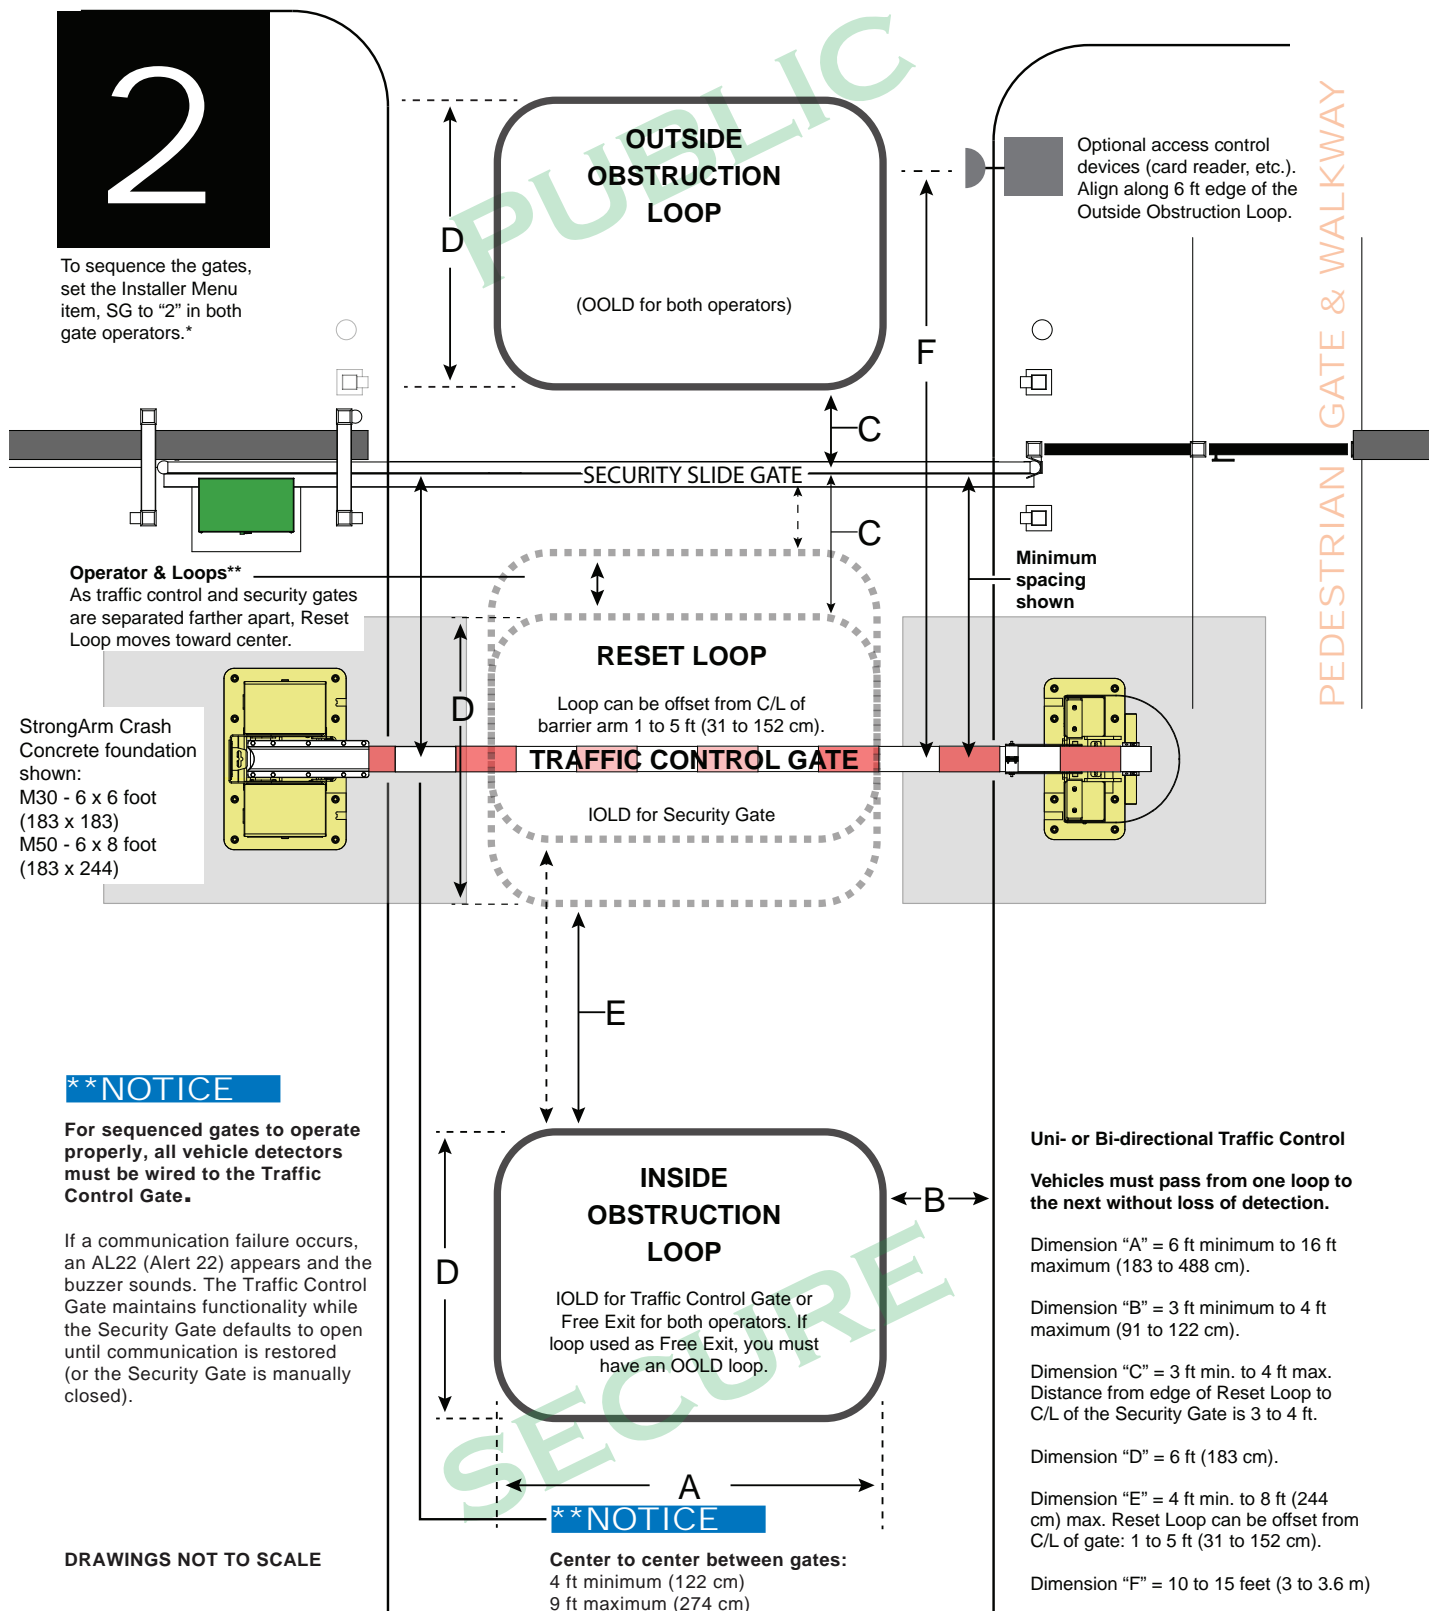 2
To sequence the gates,
set the Installer Menu
item, SG to “2” in both
gate operators.*
PUBLIC
OUTSIDE
OBSTRUCTION
LOOP
(OOLD for both operators)
D
F
Optional access control
devices (card reader, etc.).
Align along 6 ft edge of the
Outside Obstruction Loop.
PEDESTRIAN GATE & WALKWAY
C
SECURITY SLIDE GATE
C
Operator & Loops**
As traffic control and security gates
are separated farther apart, Reset
Loop moves toward center.
Minimum
spacing
shown
RESET LOOP
Loop can be offset from C/L of
barrier arm 1 to 5 ft (31 to 152 cm).
D
TRAFFIC CONTROL GATE
IOLD for Security Gate
StrongArm Crash
Concrete foundation
shown:
M30 - 6 x 6 foot
(183 x 183)
M50 - 6 x 8 foot
(183 x 244)
E
**NOTICE
For sequenced gates to operate
properly, all vehicle detectors
must be wired to the Traffic
Control Gate.
If a communication failure occurs,
an AL22 (Alert 22) appears and the
buzzer sounds. The Traffic Control
Gate maintains functionality while
the Security Gate defaults to open
until communication is restored
(or the Security Gate is manually
closed).
DRAWINGS NOT TO SCALE
INSIDE
OBSTRUCTION
LOOP
IOLD for Traffic Control Gate or
Free Exit for both operators. If
loop used as Free Exit, you must
have an OOLD loop.
D
B
SECURE
A
**NOTICE
Center to center between gates:
4 ft minimum (122 cm)
9 ft maximum (274 cm)
Uni- or Bi-directional Traffic Control
Vehicles must pass from one loop to
the next without loss of detection.
Dimension “A” = 6 ft minimum to 16 ft
maximum (183 to 488 cm).
Dimension “B” = 3 ft minimum to 4 ft
maximum (91 to 122 cm).
Dimension “C” = 3 ft min. to 4 ft max.
Distance from edge of Reset Loop to
C/L of the Security Gate is 3 to 4 ft.
Dimension “D” = 6 ft (183 cm).
Dimension “E” = 4 ft min. to 8 ft (244
cm) max. Reset Loop can be offset from
C/L of gate: 1 to 5 ft (31 to 152 cm).
Dimension “F” = 10 to 15 feet (3 to 3.6 m)